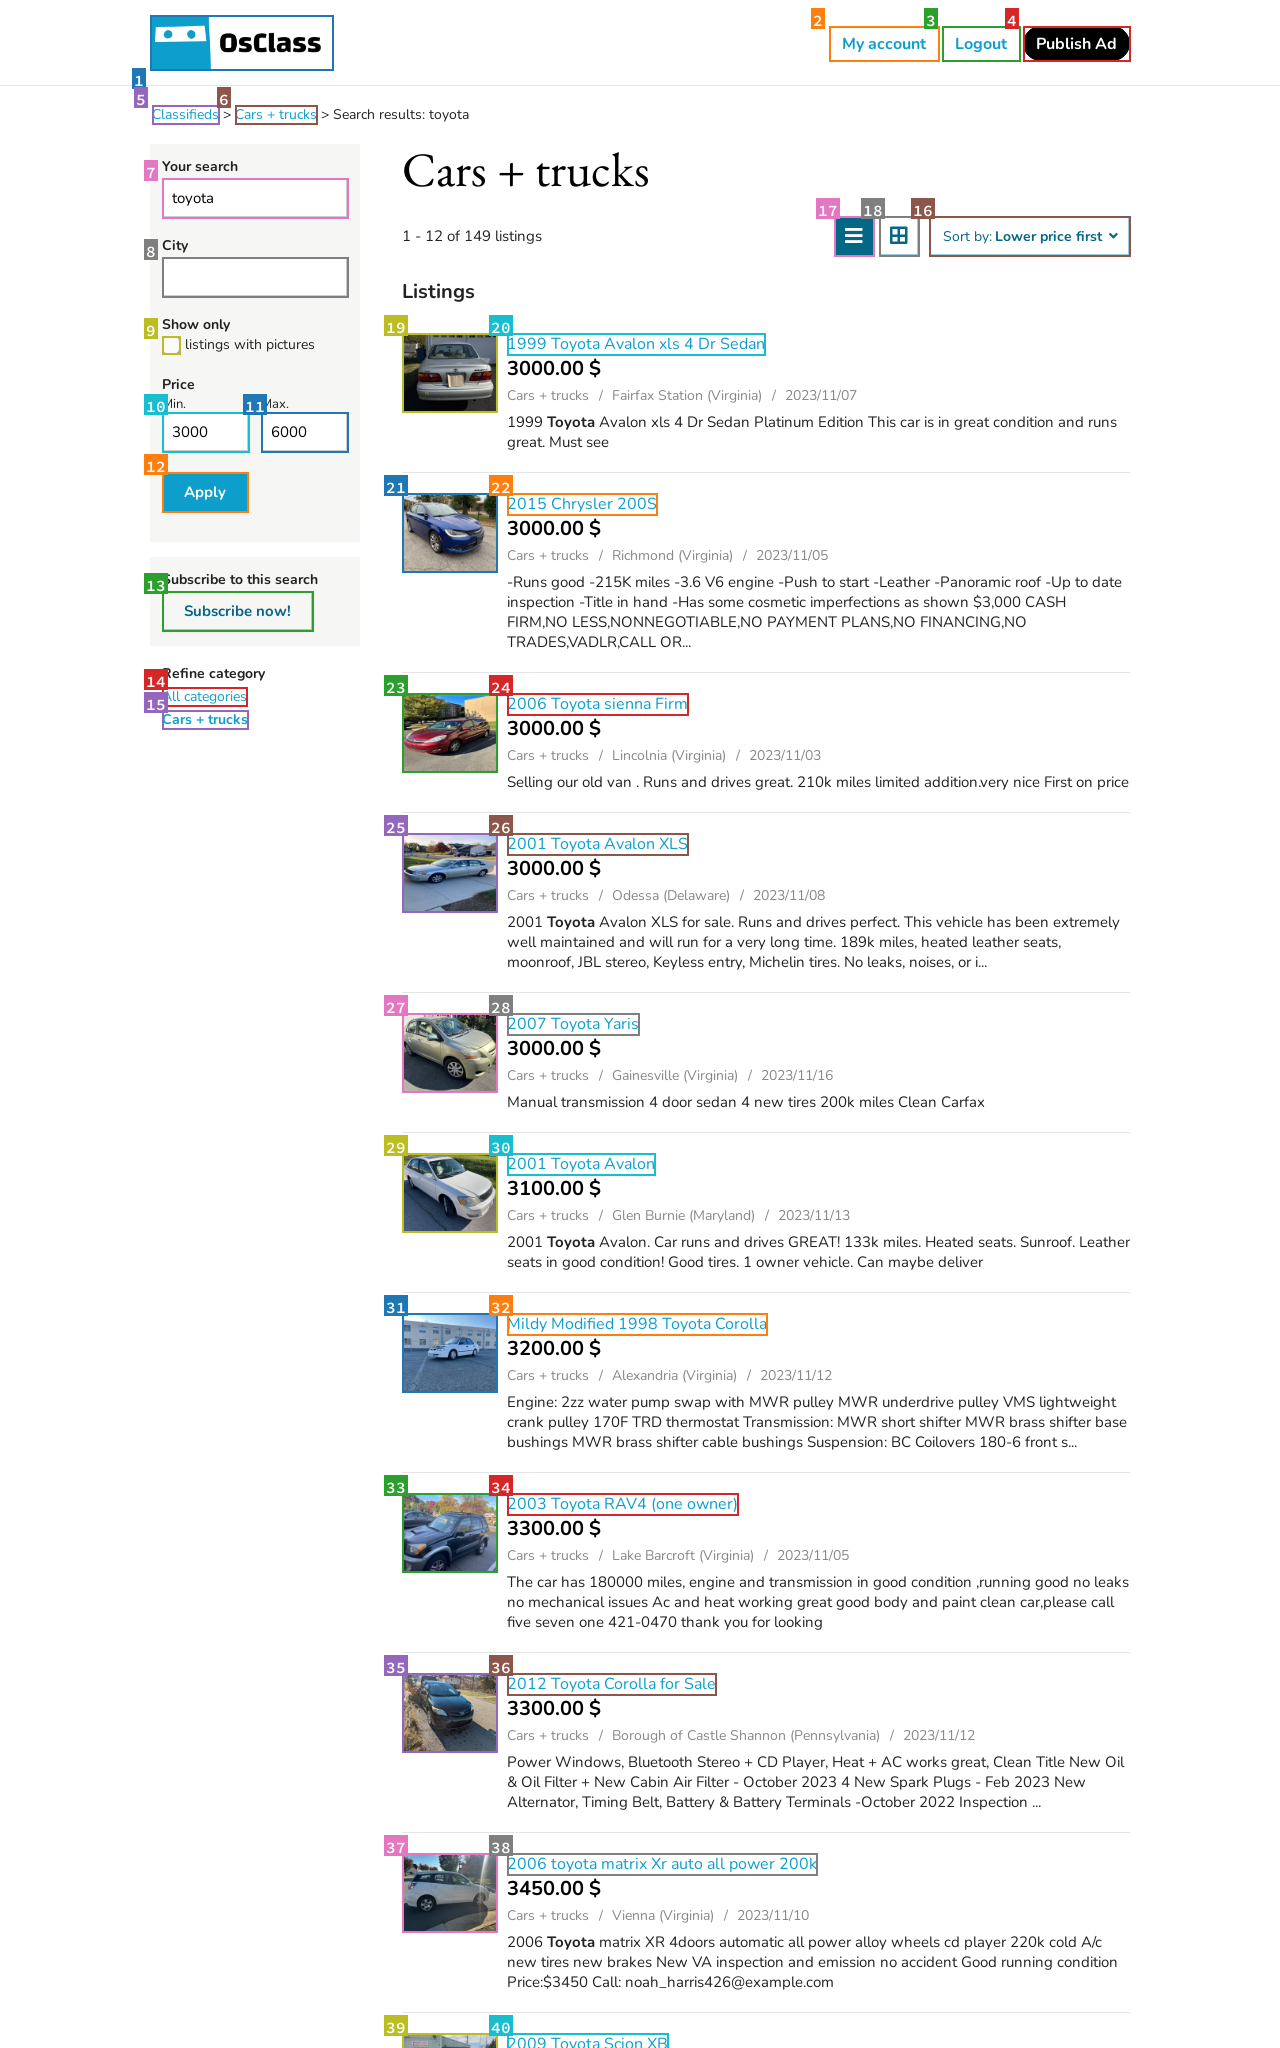 OsClass
2 My account
3 Logout
4 Publish Ad
1
5 Classifieds > 6 Cars + trucks > Search results: toyota
7 Your search
toyota
8 City
9 Show only
listings with pictures
Price
10 Min.
11 Max.
3000
6000
12
Apply
13 Subscribe to this search
Subscribe now!
Refine category
14 All categories
15 Cars + trucks
Cars + trucks
1 - 12 of 149 listings
17
18
16
Sort by: Lower price first
Listings
19
20
1999 Toyota Avalon xls 4 Dr Sedan
3000.00 $
Cars + trucks / Fairfax Station (Virginia) / 2023/11/07
1999 Toyota Avalon xls 4 Dr Sedan Platinum Edition This car is in great condition and runs
great. Must see
21
22
2015 Chrysler 200S
3000.00 $
Cars + trucks / Richmond (Virginia) / 2023/11/05
-Runs good -215K miles -3.6 V6 engine -Push to start -Leather -Panoramic roof -Up to date
inspection -Title in hand -Has some cosmetic imperfections as shown $3,000 CASH
FIRM,NO LESS,NONNEGOTIABLE,NO PAYMENT PLANS,NO FINANCING,NO
TRADES,VADLR,CALL OR...
23
24
2006 Toyota sienna Firm
3000.00 $
Cars + trucks / Lincolnia (Virginia) / 2023/11/03
Selling our old van . Runs and drives great. 210k miles limited addition.very nice First on price
25
26
2001 Toyota Avalon XLS
3000.00 $
Cars + trucks / Odessa (Delaware) / 2023/11/08
2001 Toyota Avalon XLS for sale. Runs and drives perfect. This vehicle has been extremely
well maintained and will run for a very long time. 189k miles, heated leather seats,
moonroof, JBL stereo, Keyless entry, Michelin tires. No leaks, noises, or i...
27
28
2007 Toyota Yaris
3000.00 $
Cars + trucks / Gainesville (Virginia) / 2023/11/16
Manual transmission 4 door sedan 4 new tires 200k miles Clean Carfax
29
30
2001 Toyota Avalon
3100.00 $
Cars + trucks / Glen Burnie (Maryland) / 2023/11/13
2001 Toyota Avalon. Car runs and drives GREAT! 133k miles. Heated seats. Sunroof. Leather
seats in good condition! Good tires. 1 owner vehicle. Can maybe deliver
31
32
Mildy Modified 1998 Toyota Corolla
3200.00 $
Cars + trucks / Alexandria (Virginia) / 2023/11/12
Engine: 2zz water pump swap with MWR pulley MWR underdrive pulley VMS lightweight
crank pulley 170F TRD thermostat Transmission: MWR short shifter MWR brass shifter base
bushings MWR brass shifter cable bushings Suspension: BC Coilovers 180-6 front s...
33
34
2003 Toyota RAV4 (one owner)
3300.00 $
Cars + trucks / Lake Barcroft (Virginia) / 2023/11/05
The car has 180000 miles, engine and transmission in good condition ,running good no leaks
no mechanical issues Ac and heat working great good body and paint clean car,please call
five seven one 421-0470 thank you for looking
35
36
2012 Toyota Corolla for Sale
3300.00 $
Cars + trucks / Borough of Castle Shannon (Pennsylvania) / 2023/11/12
Power Windows, Bluetooth Stereo + CD Player, Heat + AC works great, Clean Title New Oil
& Oil Filter + New Cabin Air Filter - October 2023 4 New Spark Plugs - Feb 2023 New
Alternator, Timing Belt, Battery & Battery Terminals -October 2022 Inspection ...
37
38
2006 toyota matrix Xr auto all power 200k
3450.00 $
Cars + trucks / Vienna (Virginia) / 2023/11/10
2006 Toyota matrix XR 4doors automatic all power alloy wheels cd player 220k cold A/c
new tires new brakes New VA inspection and emission no accident Good running condition
Price:$3450 Call: noah_harris426@example.com
39
40
2009 Toyota Scion XB